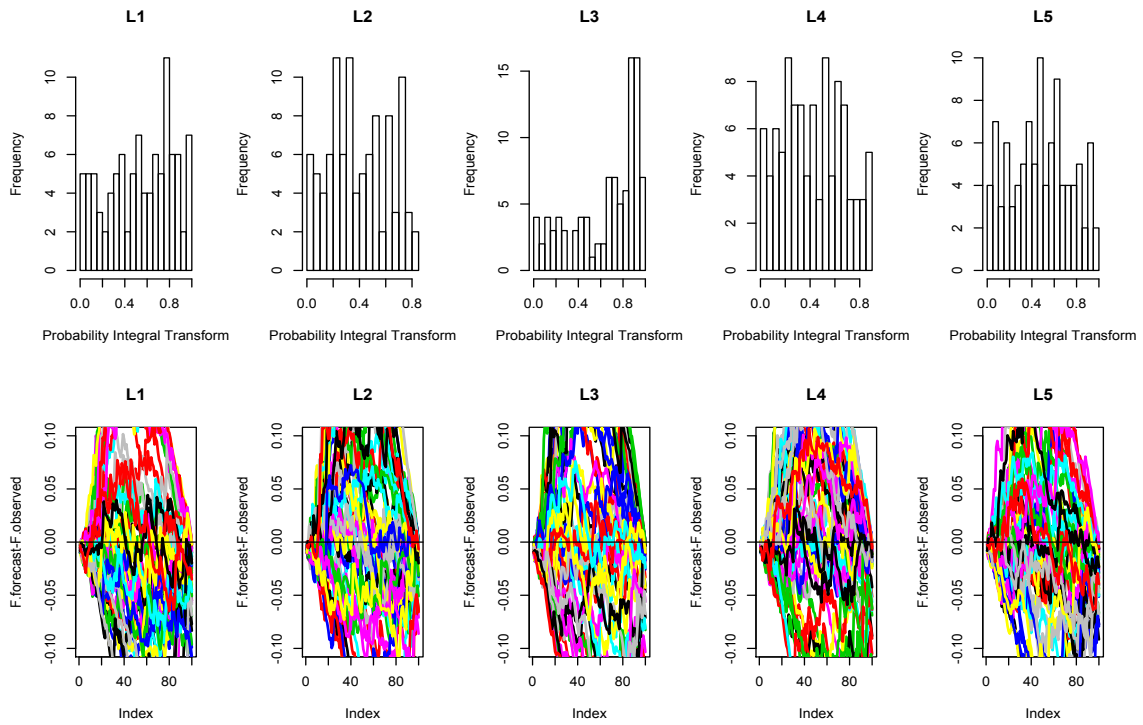 L1 L2 L3 L4 L5
Frequency
0 2 4 6 8 10
0.0 0.4 0.8
Probability Integral Transform
Frequency
0 2 4 6 8 10
0.0 0.4 0.8
Probability Integral Transform
Frequency
0 5 10 15
0.0 0.4 0.8
Probability Integral Transform
Frequency
0 2 4 6 8
0.0 0.4 0.8
Probability Integral Transform
Frequency
0 2 4 6 8 10
0.0 0.4 0.8
Probability Integral Transform
L1 L2 L3 L4 L5
F.forecast-F.observed
-0.10 -0.05 0.00 0.05 0.10
0 40 80
Index
F.forecast-F.observed
-0.10 -0.05 0.00 0.05 0.10
0 40 80
Index
F.forecast-F.observed
-0.10 -0.05 0.00 0.05 0.10
0 40 80
Index
F.forecast-F.observed
-0.10 -0.05 0.00 0.05 0.10
0 40 80
Index
F.forecast-F.observed
-0.10 -0.05 0.00 0.05 0.10
0 40 80
Index